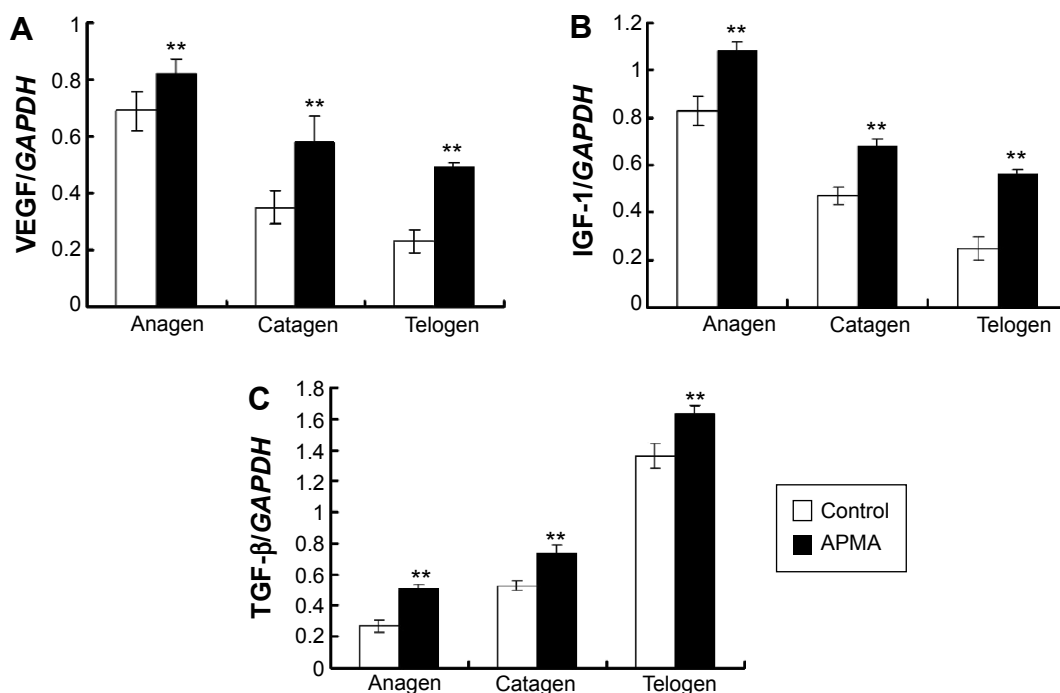 A
VEGF/GAPDH
1
0.8
0.6
0.4
0.2
0
**
**
**
Anagen
Catagen
Telogen
B
IGF-1/GAPDH
1.2
1
0.8
0.6
0.4
0.2
0
**
**
**
Anagen
Catagen
Telogen
C
TGF-β/GAPDH
1.8
1.6
1.4
1.2
1
0.8
0.6
0.4
0.2
0
**
**
**
Anagen
Catagen
Telogen
Control
APMA